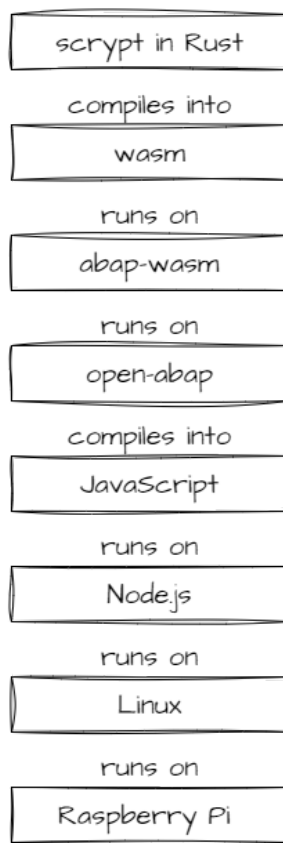 scrypt in Rust
compiles into
wasm
runs on
abap-wasm
runs on
open-abap
compiles into
JavaScript
runs on
Node.js
runs on
Linux
runs on
Raspberry Pi